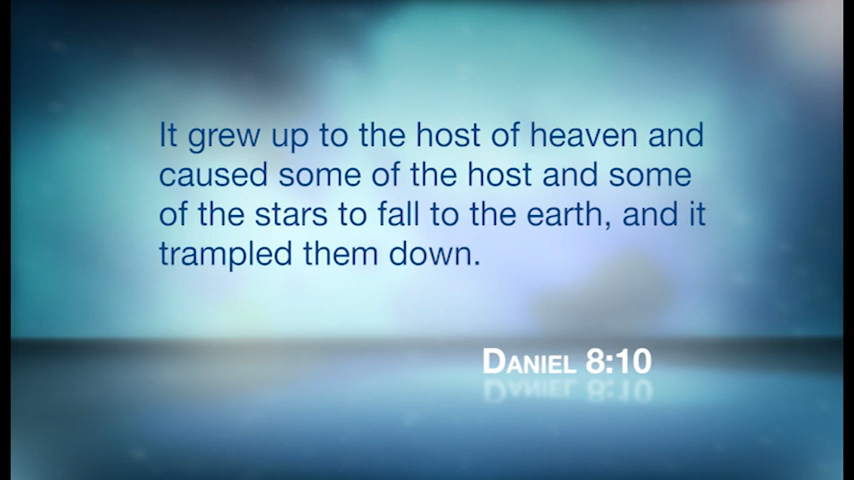 It grew up to the host of heaven and
caused some of the host and some
of the stars to fall to the earth, and it
trampled them down.
DANIEL 8:10